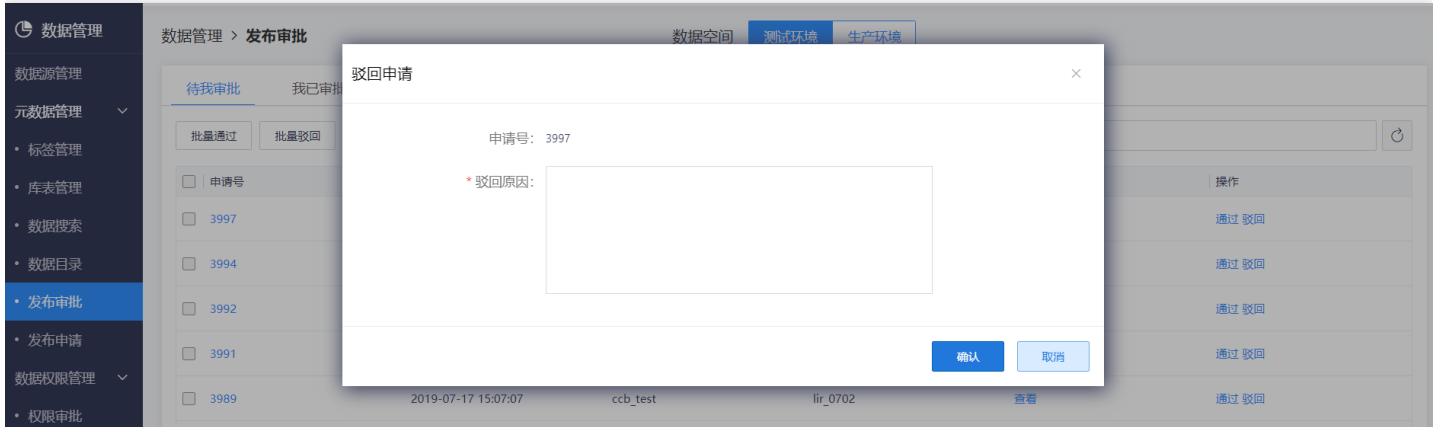 数据管理
数据管理 > 发布审批
数据空间 测试环境 生产环境
数据源管理
元数据管理
• 标签管理
• 库表管理
• 数据搜索
• 数据目录
• 发布审批
• 发布申请
数据权限管理
• 权限审批
待我审批 我已审批
批量通过 批量驳回
申请号 操作
3997 通过 驳回
3994 通过 驳回
3992 通过 驳回
3991 通过 驳回
3989 2019-07-17 15:07:07 ccb_test lir_0702 查看 通过 驳回
驳回申请
申请号: 3997
* 驳回原因:
确认 取消